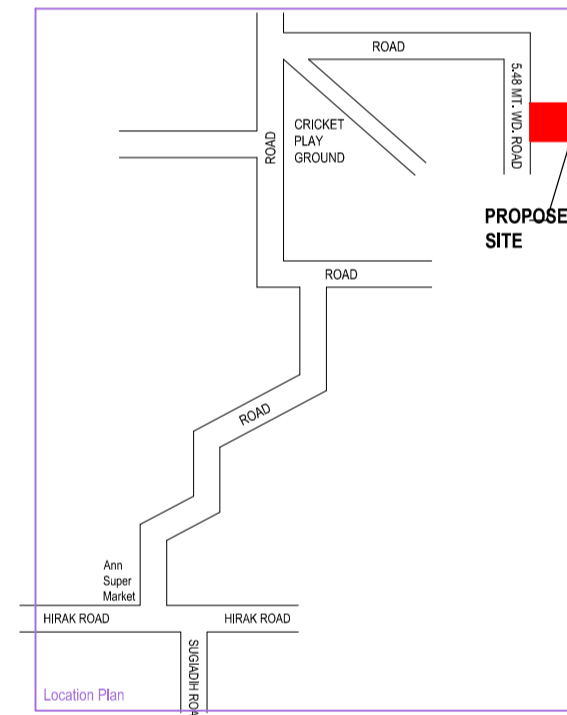 ROAD
5.48 MT. WD. ROAD
CRICKET
PLAY
GROUND
ROAD
PROPOSE
SITE
ROAD
ROAD
Ann
Super
Market
HIRAK ROAD
HIRAK ROAD
SUGIADIH ROA
Location Plan